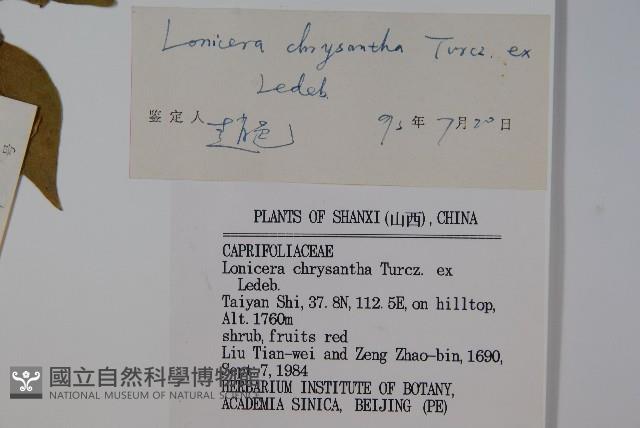 Lonicera chrysantha Turcz. ex
Ledeb.
鉴定人 93年7月20日
号
PLANTS OF SHANXI (山西), CHINA
CAPRIFOLIACEAE
Lonicera chrysantha Turcz. ex
Ledeb.
Taiyan Shi, 37.8N, 112.5E, on hilltop,
Alt. 1760m
shrub, fruits red
Liu Tian-wei and Zeng Zhao-bin, 1690,
Sept. 7, 1984
HERBARIUM INSTITUTE OF BOTANY,
ACADEMIA SINICA, BEIJING (PE)
國立自然科學博物館
NATIONAL MUSEUM OF NATURAL SCIENCE